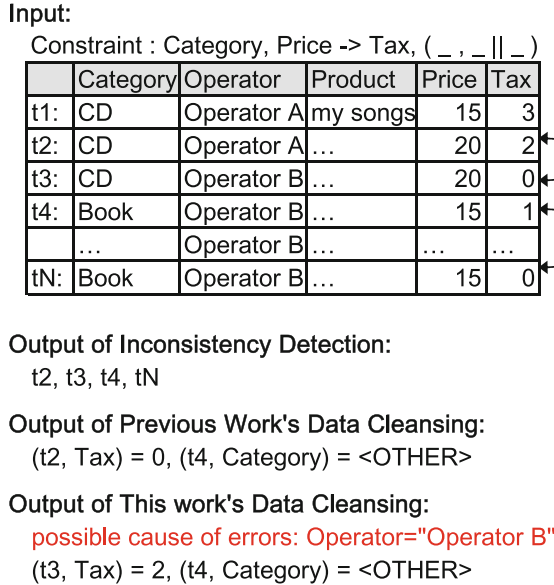 Input:
Constraint : Category, Price -> Tax, ( _ , _ || _ )
Category Operator Product Price Tax
t1: CD Operator A my songs 15 3
t2: CD Operator A ... 20 2
t3: CD Operator B ... 20 0
t4: Book Operator B ... 15 1
... Operator B ... ... ...
tN: Book Operator B ... 15 0
Output of Inconsistency Detection:
t2, t3, t4, tN
Output of Previous Work's Data Cleansing:
(t2, Tax) = 0, (t4, Category) = <OTHER>
Output of This work's Data Cleansing:
possible cause of errors: Operator="Operator B"
(t3, Tax) = 2, (t4, Category) = <OTHER>